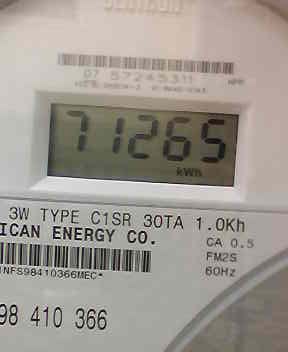 CENTRON
07 57245311
71265
kWh
3W TYPE C1SR 30TA 1.0Kh
ICAN ENERGY CO.
CA 0.5
FM2S
60Hz
NFS98410366MEC*
98 410 366